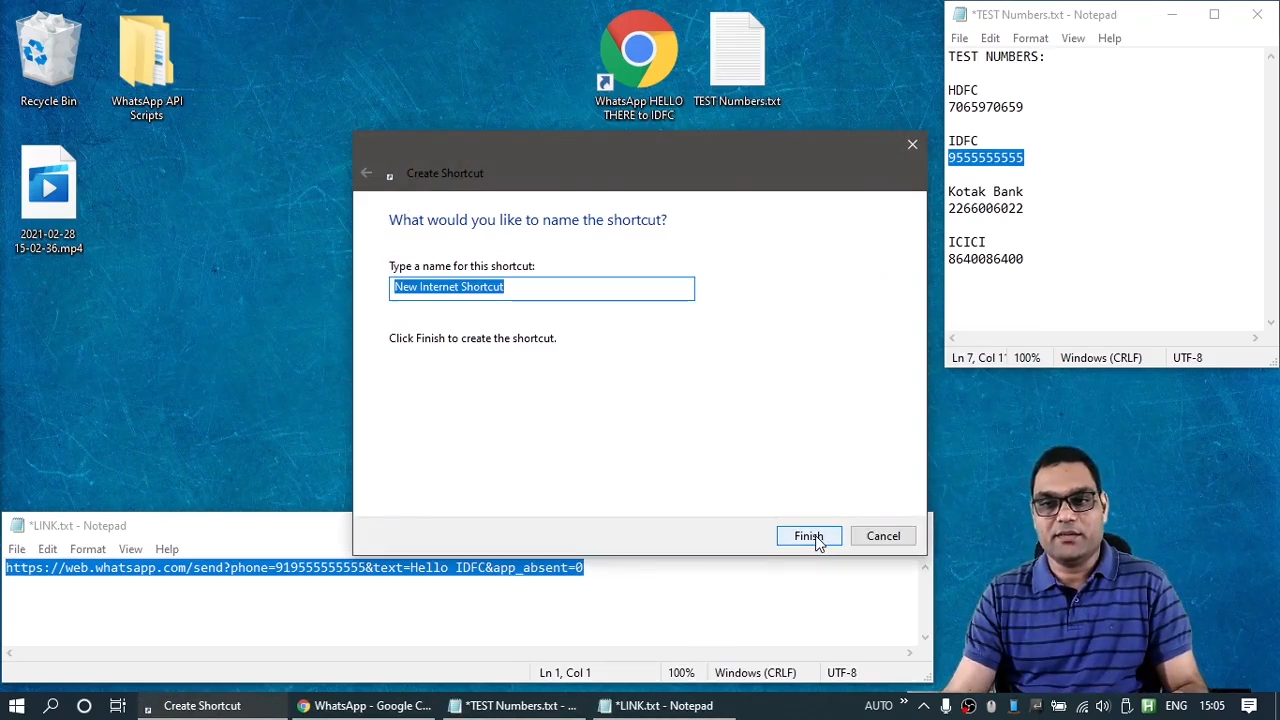 Recycle Bin
WhatsApp API
Scripts
2021-02-28
15-02-36.mp4
WhatsApp HELLO
THERE to IDFC
TEST Numbers.txt
*TEST Numbers.txt - Notepad
File Edit Format View Help
TEST NUMBERS:
HDFC
7065970659
IDFC
9555555555
Kotak Bank
2266006022
ICICI
8640086400
Ln 7, Col 1
100%
Windows (CRLF)
UTF-8
Create Shortcut
What would you like to name the shortcut?
Type a name for this shortcut:
New Internet Shortcut
Click Finish to create the shortcut.
Finish
Cancel
*LINK.txt - Notepad
File Edit Format View Help
https://web.whatsapp.com/send?phone=919555555555&text=Hello IDFC&app_absent=0
Ln 1, Col 1
100%
Windows (CRLF)
UTF-8
Create Shortcut
WhatsApp - Google C...
*TEST Numbers.txt - ...
*LINK.txt - Notepad
AUTO
ENG
15:05